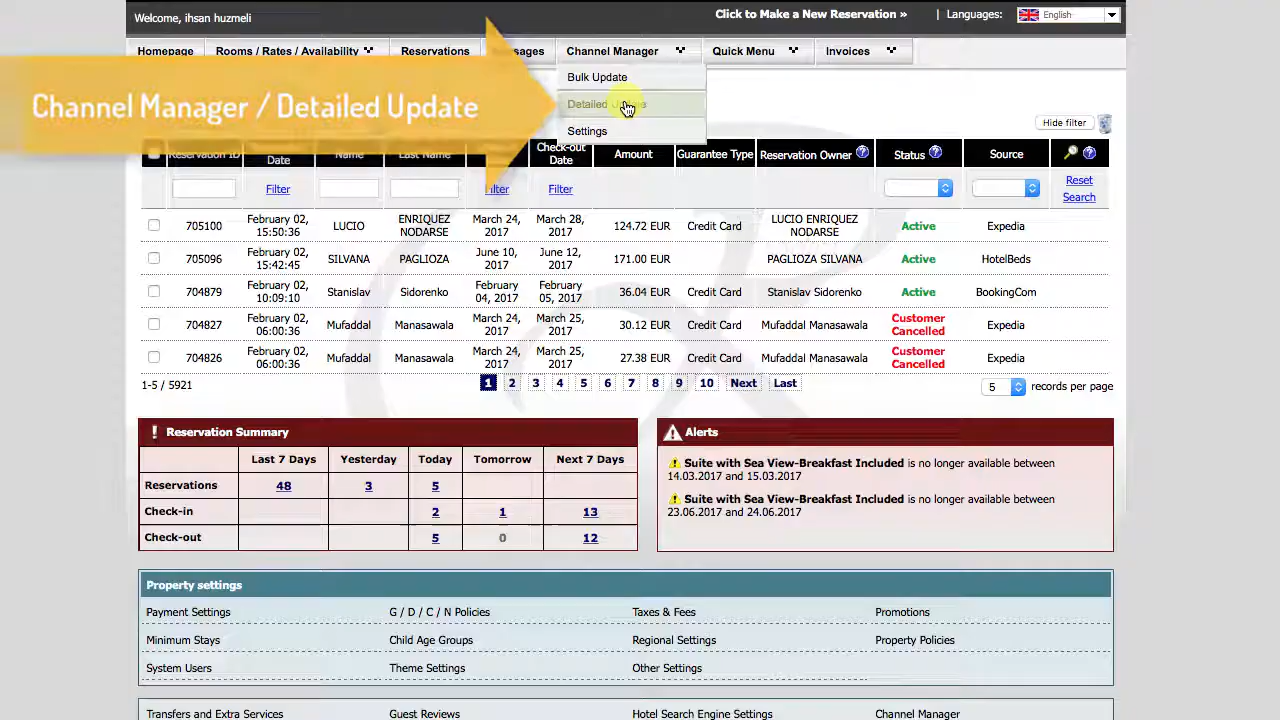 Welcome, ihsan huzmeli
Click to Make a New Reservation » | Languages: English
Homepage Rooms / Rates / Availability Reservations Channel Manager Quick Menu Invoices
Bulk Update
Channel Manager / Detailed Update
Detailed
Settings
Hide filter
Reservation ID Date Name Last Name Check-out Date Amount Guarantee Type Reservation Owner Status Source
Filter Filter Filter Reset Search
705100 February 02, 15:50:36 LUCIO ENRIQUEZ NODARSE March 24, 2017 March 28, 2017 124.72 EUR Credit Card LUCIO ENRIQUEZ NODARSE Active Expedia
705096 February 02, 15:42:45 SILVANA PAGLIOZA June 10, 2017 June 12, 2017 171.00 EUR PAGLIOZA SILVANA Active HotelBeds
704879 February 02, 10:09:10 Stanislav Sidorenko February 04, 2017 February 05, 2017 36.04 EUR Credit Card Stanislav Sidorenko Active BookingCom
704827 February 02, 06:00:36 Mufaddal Manasawala March 24, 2017 March 25, 2017 30.12 EUR Credit Card Mufaddal Manasawala Customer Cancelled Expedia
704826 February 02, 06:00:36 Mufaddal Manasawala March 24, 2017 March 25, 2017 27.38 EUR Credit Card Mufaddal Manasawala Customer Cancelled Expedia
1-5 / 5921 1 2 3 4 5 6 7 8 9 10 Next Last 5 records per page
! Reservation Summary
Last 7 Days Yesterday Today Tomorrow Next 7 Days
Reservations 48 3 5
Check-in 2 1 13
Check-out 5 0 12
Alerts
Suite with Sea View-Breakfast Included is no longer available between
14.03.2017 and 15.03.2017
Suite with Sea View-Breakfast Included is no longer available between
23.06.2017 and 24.06.2017
Property settings
Payment Settings G / D / C / N Policies Taxes & Fees Promotions
Minimum Stays Child Age Groups Regional Settings Property Policies
System Users Theme Settings Other Settings
Transfers and Extra Services Guest Reviews Hotel Search Engine Settings Channel Manager